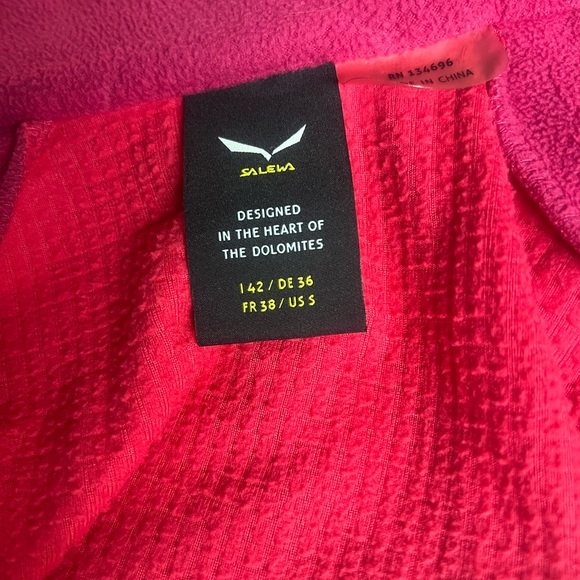 RN 134696
IN CHINA
SALEWA
DESIGNED
IN THE HEART OF
THE DOLOMITES
I 42 / DE 36
FR 38 / US S